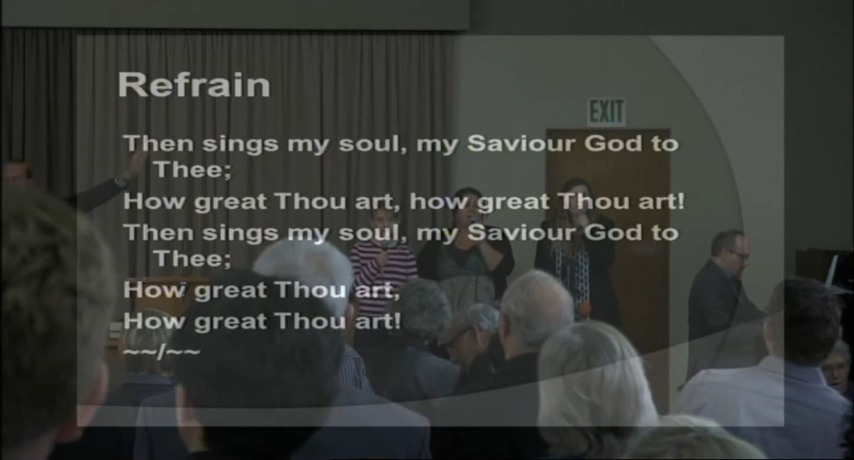 Refrain
EXIT
Then sings my soul, my Saviour God to
Thee;
How great Thou art, how great Thou art!
Then sings my soul, my Saviour God to
Thee;
How great Thou art,
How great Thou art!
~~/~~